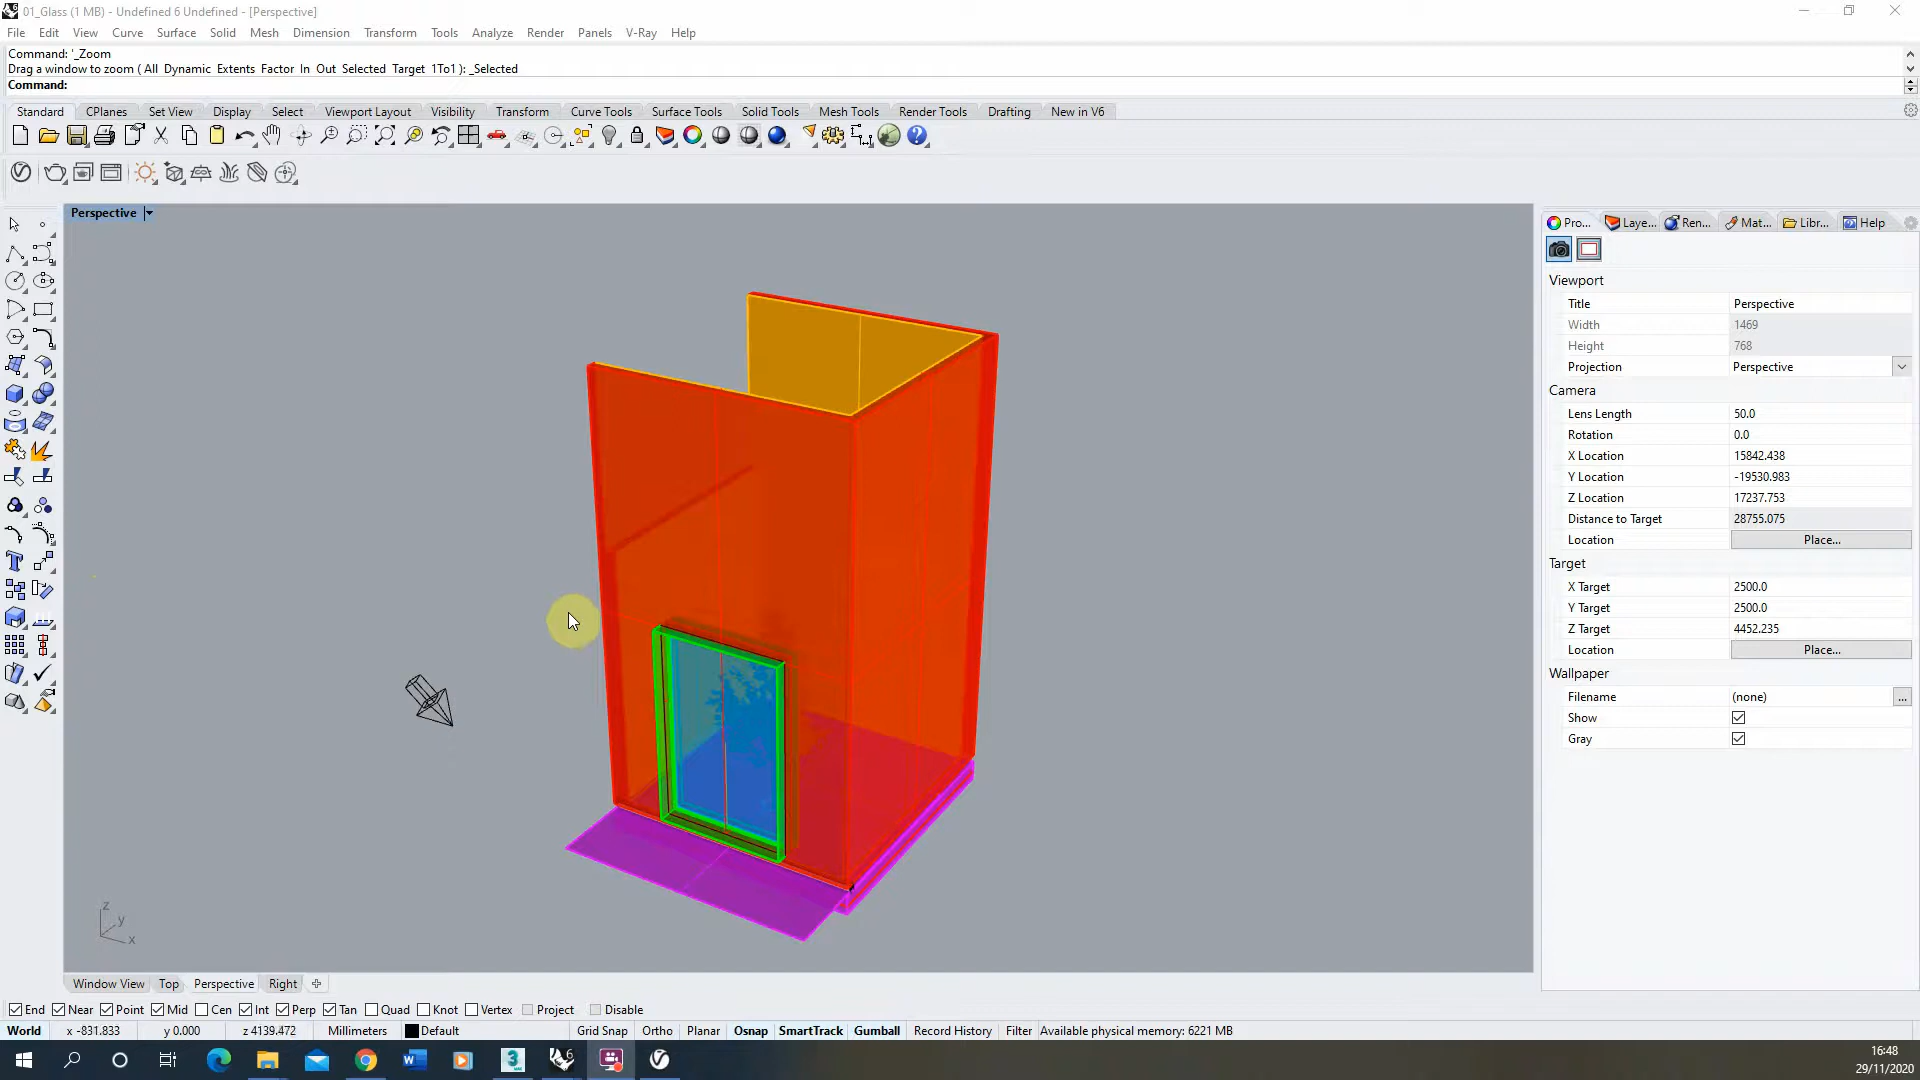 01_Glass (1 MB) - Undefined 6 Undefined - [Perspective]
File Edit View Curve Surface Solid Mesh Dimension Transform Tools Analyze Render Panels V-Ray Help
Command: '_Zoom
Drag a window to zoom ( All Dynamic Extents Factor In Out Selected Target 1To1 ): _Selected
Command:
Standard CPlanes Set View Display Select Viewport Layout Visibility Transform Curve Tools Surface Tools Solid Tools Mesh Tools Render Tools Drafting New in V6
Perspective
Pro... Laye... Ren... Mat... Libr... Help
Viewport
Title Perspective
Width 1469
Height 768
Projection Perspective
Camera
Lens Length 50.0
Rotation 0.0
X Location 15842.438
Y Location -19530.983
Z Location 17237.753
Distance to Target 28755.075
Location Place...
Target
X Target 2500.0
Y Target 2500.0
Z Target 4452.235
Location Place...
Wallpaper
Filename (none) ...
Show
Gray
z
y
x
Window View Top Perspective Right
End Near Point Mid Cen Int Perp Tan Quad Knot Vertex Project Disable
World x -831.833 y 0.000 z 4139.472 Millimeters Default Grid Snap Ortho Planar Osnap SmartTrack Gumball Record History Filter Available physical memory: 6221 MB
16:48
29/11/2020